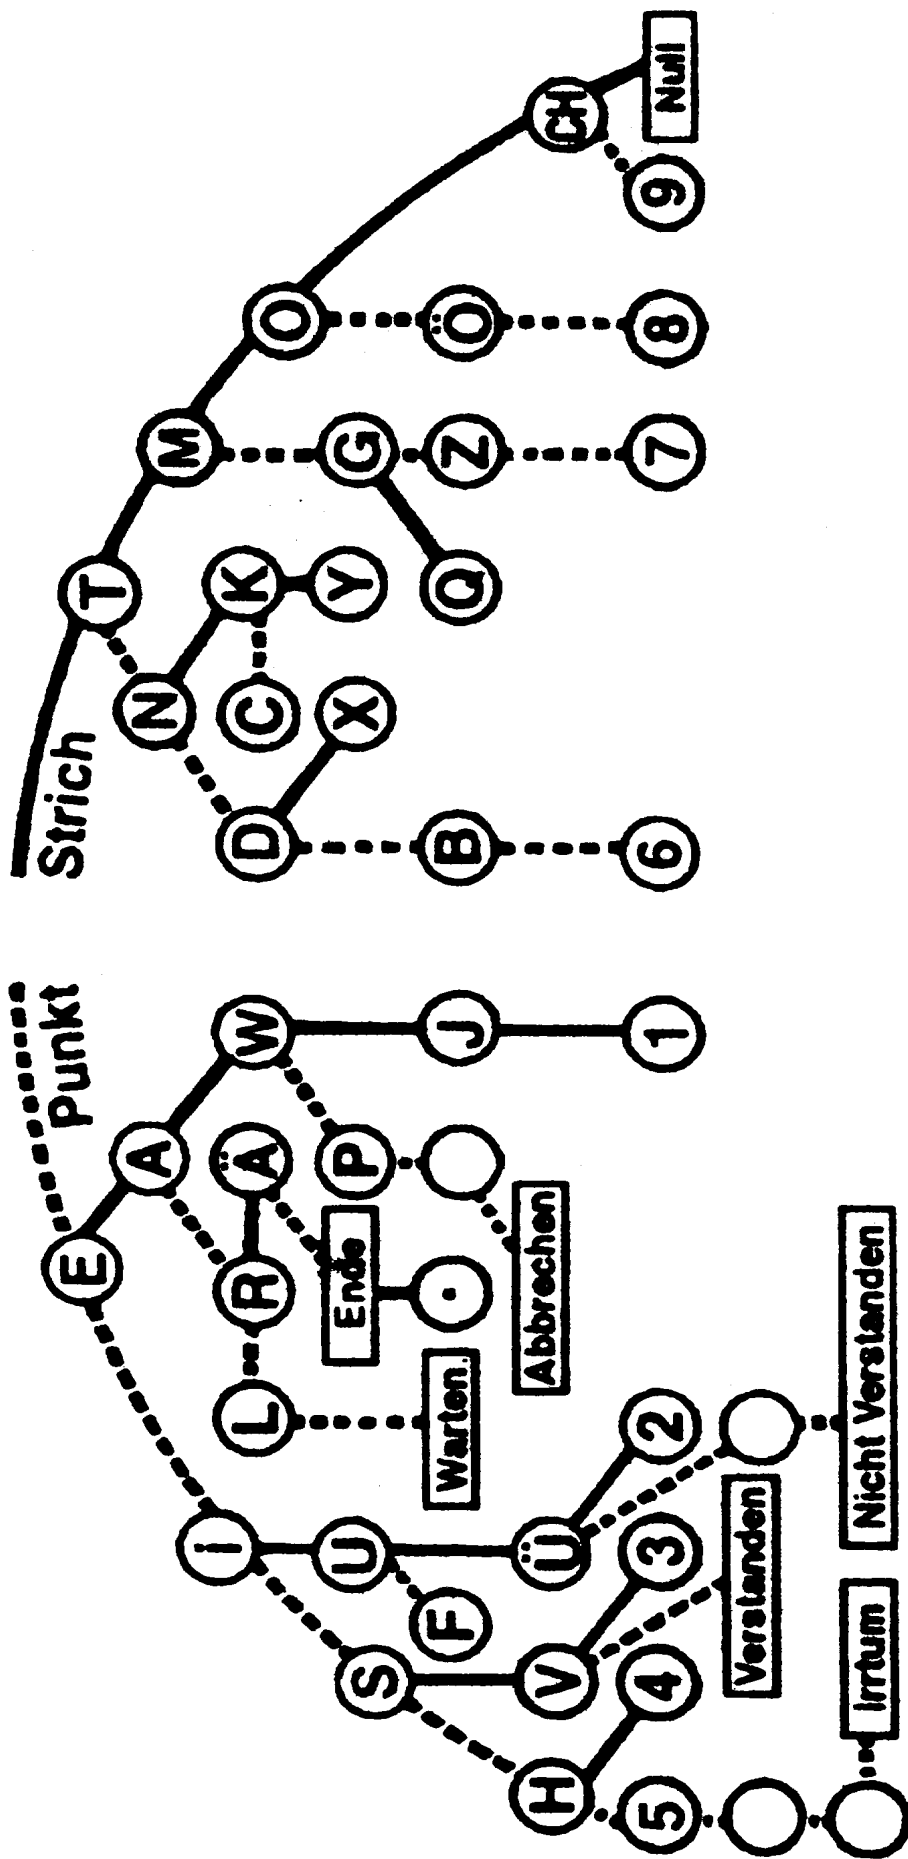 Punkt Strich
E T
A N M
i L R Ä W D C K O
S U Ende P X Y G
F Warten . J B Q Z Ö
H V Ü Abbrechen CH
5 4 3 2 1 6 7 8 9 Null
Verstanden
Irrtum Nicht Verstanden